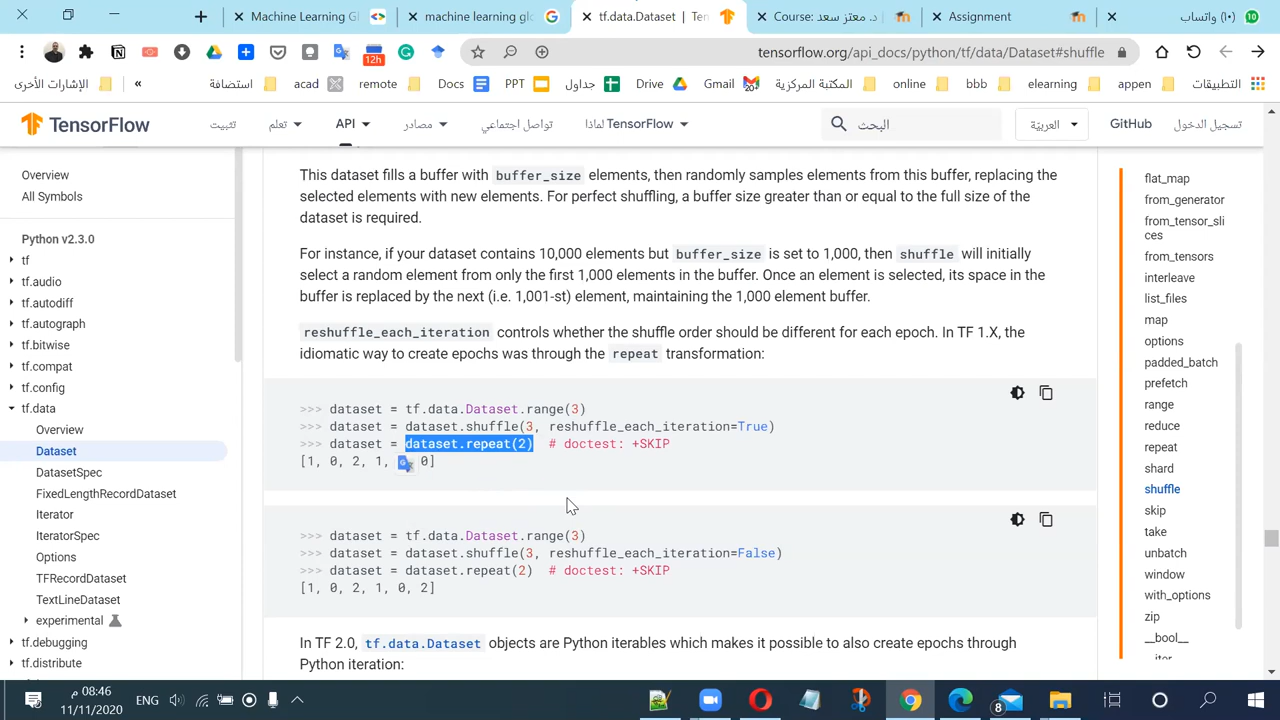 Machine Learning Gl
machine learning glo
tf.data.Dataset | Ten
Course: د. معتز سعد
Assignment
(١٠) واتساب
10
12h
tensorflow.org/api_docs/python/tf/data/Dataset#shuffle
الإشارات الأخرى
«
استضافة
acad
remote
Docs
PPT
جداول
Drive
Gmail
20+
المكتبة المركزية
online
bbb
elearning
appen
التطبيقات
TensorFlow
تثبيت
تعلم
API
مصادر
تواصل اجتماعي
لماذا TensorFlow
البحث
العربيّة
GitHub
تسجيل الدخول
Overview
All Symbols
Python v2.3.0
tf
tf.audio
tf.autodiff
tf.autograph
tf.bitwise
tf.compat
tf.config
tf.data
Overview
Dataset
DatasetSpec
FixedLengthRecordDataset
Iterator
IteratorSpec
Options
TFRecordDataset
TextLineDataset
experimental
tf.debugging
tf.distribute
This dataset fills a buffer with buffer_size elements, then randomly samples elements from this buffer, replacing the
selected elements with new elements. For perfect shuffling, a buffer size greater than or equal to the full size of the
dataset is required.
For instance, if your dataset contains 10,000 elements but buffer_size is set to 1,000, then shuffle will initially
select a random element from only the first 1,000 elements in the buffer. Once an element is selected, its space in the
buffer is replaced by the next (i.e. 1,001-st) element, maintaining the 1,000 element buffer.
reshuffle_each_iteration controls whether the shuffle order should be different for each epoch. In TF 1.X, the
idiomatic way to create epochs was through the repeat transformation:
>>> dataset = tf.data.Dataset.range(3)
>>> dataset = dataset.shuffle(3, reshuffle_each_iteration=True)
>>> dataset = dataset.repeat(2)  # doctest: +SKIP
[1, 0, 2, 1, 0]
>>> dataset = tf.data.Dataset.range(3)
>>> dataset = dataset.shuffle(3, reshuffle_each_iteration=False)
>>> dataset = dataset.repeat(2)  # doctest: +SKIP
[1, 0, 2, 1, 0, 2]
In TF 2.0, tf.data.Dataset objects are Python iterables which makes it possible to also create epochs through
Python iteration:
flat_map
from_generator
from_tensor_sli
ces
from_tensors
interleave
list_files
map
options
padded_batch
prefetch
range
reduce
repeat
shard
shuffle
skip
take
unbatch
window
with_options
zip
__bool__
__iter__
08:46 م
11/11/2020
ENG
8